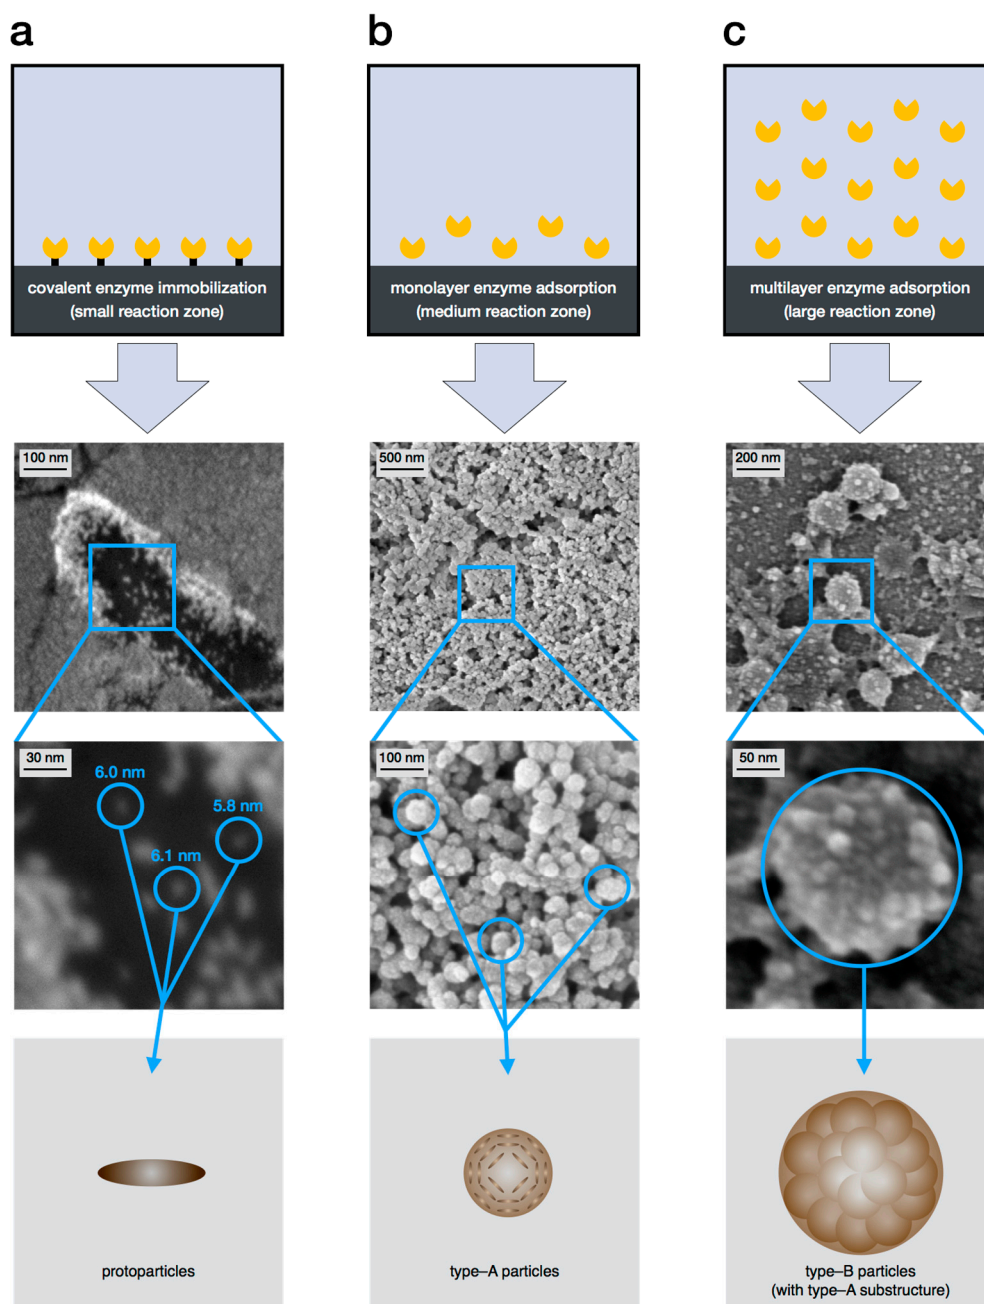 a
b
c
covalent enzyme immobilization
(small reaction zone)
monolayer enzyme adsorption
(medium reaction zone)
multilayer enzyme adsorption
(large reaction zone)
100 nm
500 nm
200 nm
30 nm
6.0 nm
5.8 nm
6.1 nm
100 nm
50 nm
protoparticles
type–A particles
type–B particles
(with type–A substructure)